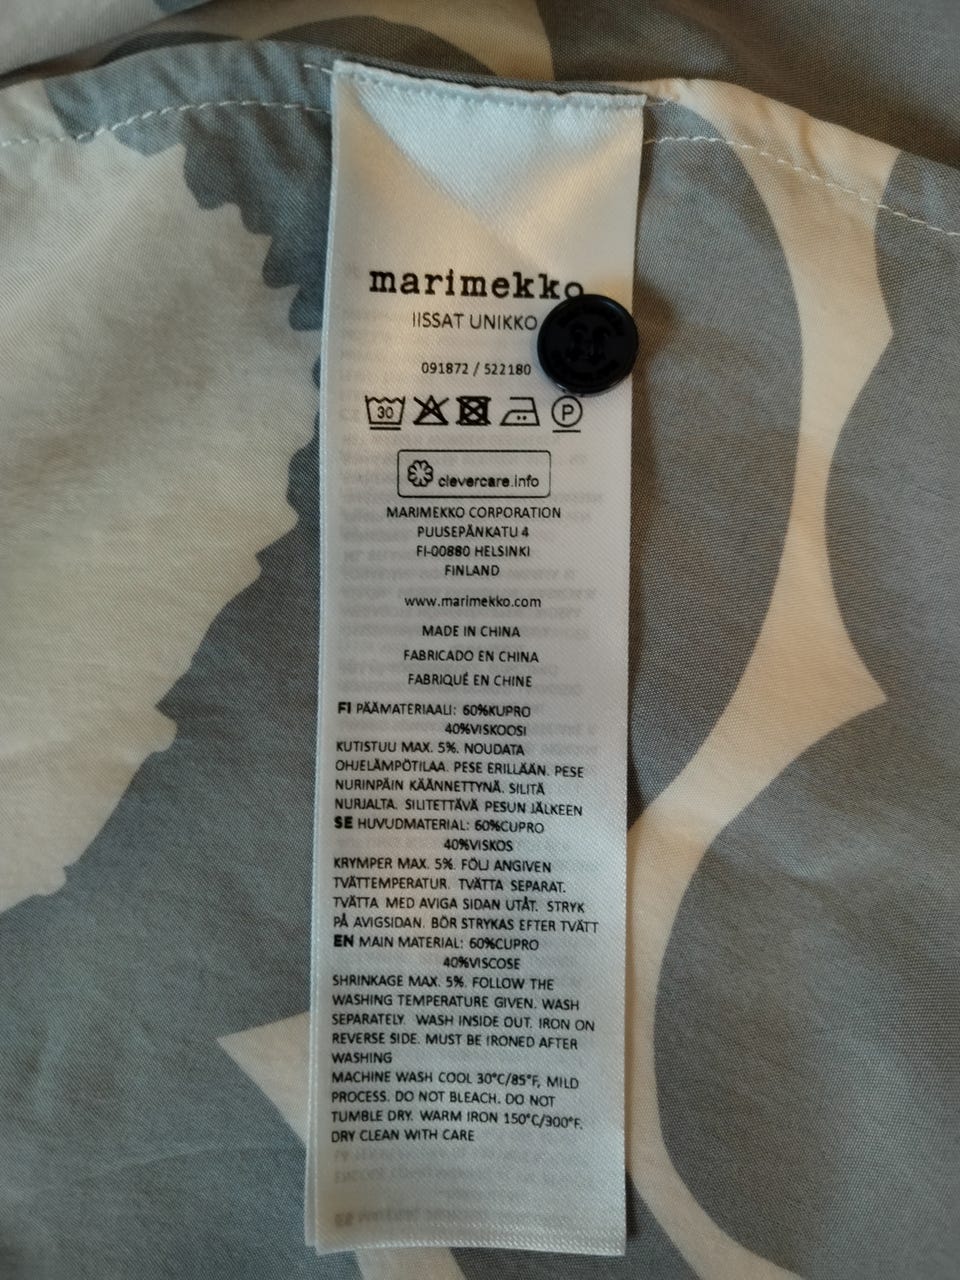 marimekko
IISSAT UNIKKO
091872 / 522180
30 P
clevercare.info
MARIMEKKO CORPORATION
PUUSEPÄNKATU 4
FI-00880 HELSINKI
FINLAND
www.marimekko.com
MADE IN CHINA
FABRICADO EN CHINA
FABRIQUÉ EN CHINE
FI PÄÄMATERIAALI: 60%KUPRO
40%VISKOOSI
KUTISTUU MAX. 5%. NOUDATA
OHJELÄMPÖTILAA. PESE ERILLÄÄN. PESE
NURINPÄIN KÄÄNNETTYNÄ. SILITÄ
NURJALTA. SILITETTÄVÄ PESUN JÄLKEEN
SE HUVUDMATERIAL: 60%CUPRO
40%VISKOS
KRYMPER MAX. 5%. FÖLJ ANGIVEN
TVÄTTEMPERATUR. TVÄTTA SEPARAT.
TVÄTTA MED AVIGA SIDAN UTÅT. STRYK
PÅ AVIGSIDAN. BÖR STRYKAS EFTER TVÄTT
EN MAIN MATERIAL: 60%CUPRO
40%VISCOSE
SHRINKAGE MAX. 5%. FOLLOW THE
WASHING TEMPERATURE GIVEN. WASH
SEPARATELY. WASH INSIDE OUT. IRON ON
REVERSE SIDE. MUST BE IRONED AFTER
WASHING
MACHINE WASH COOL 30°C/85°F, MILD
PROCESS. DO NOT BLEACH. DO NOT
TUMBLE DRY. WARM IRON 150°C/300°F.
DRY CLEAN WITH CARE